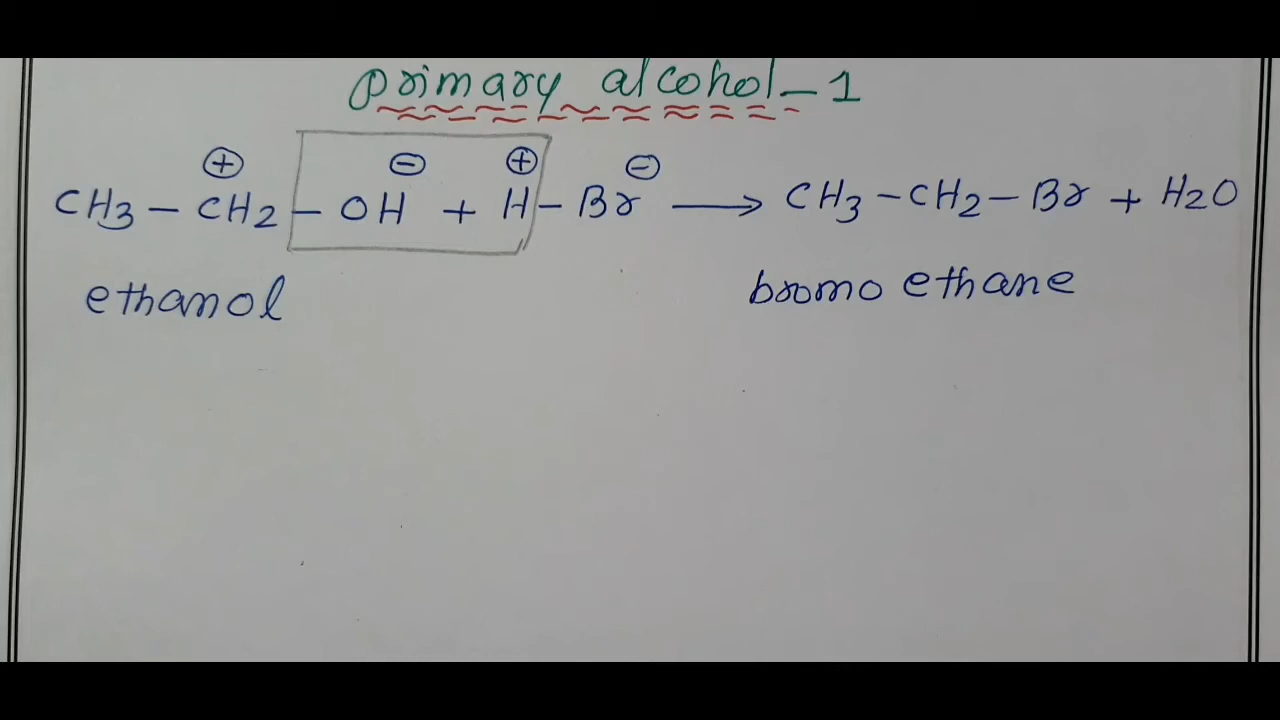 primary alcohol-1
⊕ ⊖ ⊕ ⊖
CH3 - CH2 - OH + H - Br ⟶ CH3 - CH2 - Br + H2O
ethanol bromo ethane